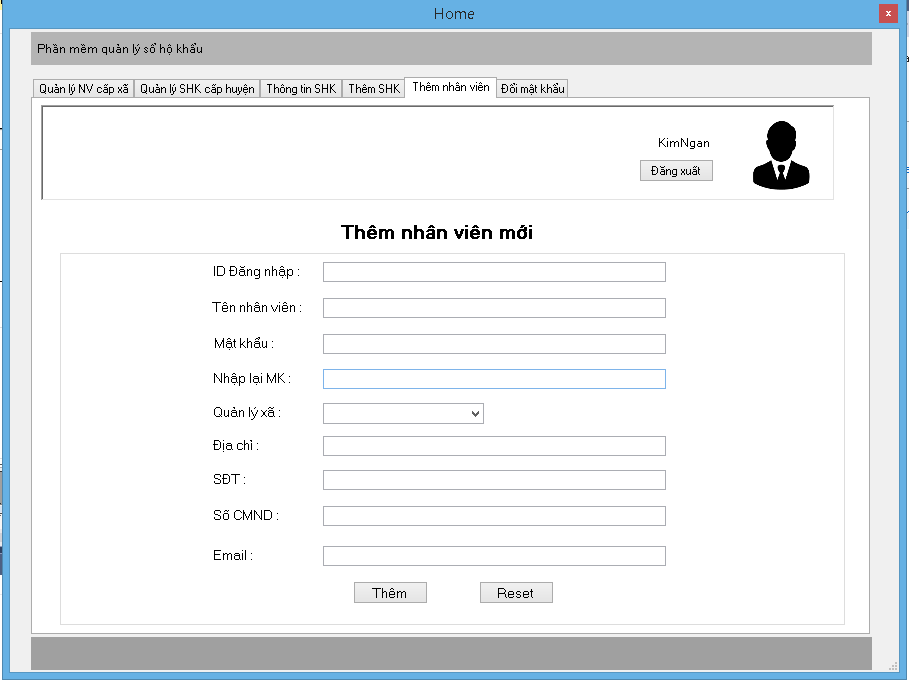 Home
x
Phần mềm quản lý sổ hộ khẩu
Quản lý NV cấp xã Quản lý SHK cấp huyện Thông tin SHK Thêm SHK Thêm nhân viên Đổi mật khẩu
KimNgan
Đăng xuất
Thêm nhân viên mới
ID Đăng nhập :
Tên nhân viên :
Mật khẩu :
Nhập lại MK :
Quản lý xã :
Địa chỉ :
SĐT :
Số CMND :
Email :
Thêm Reset